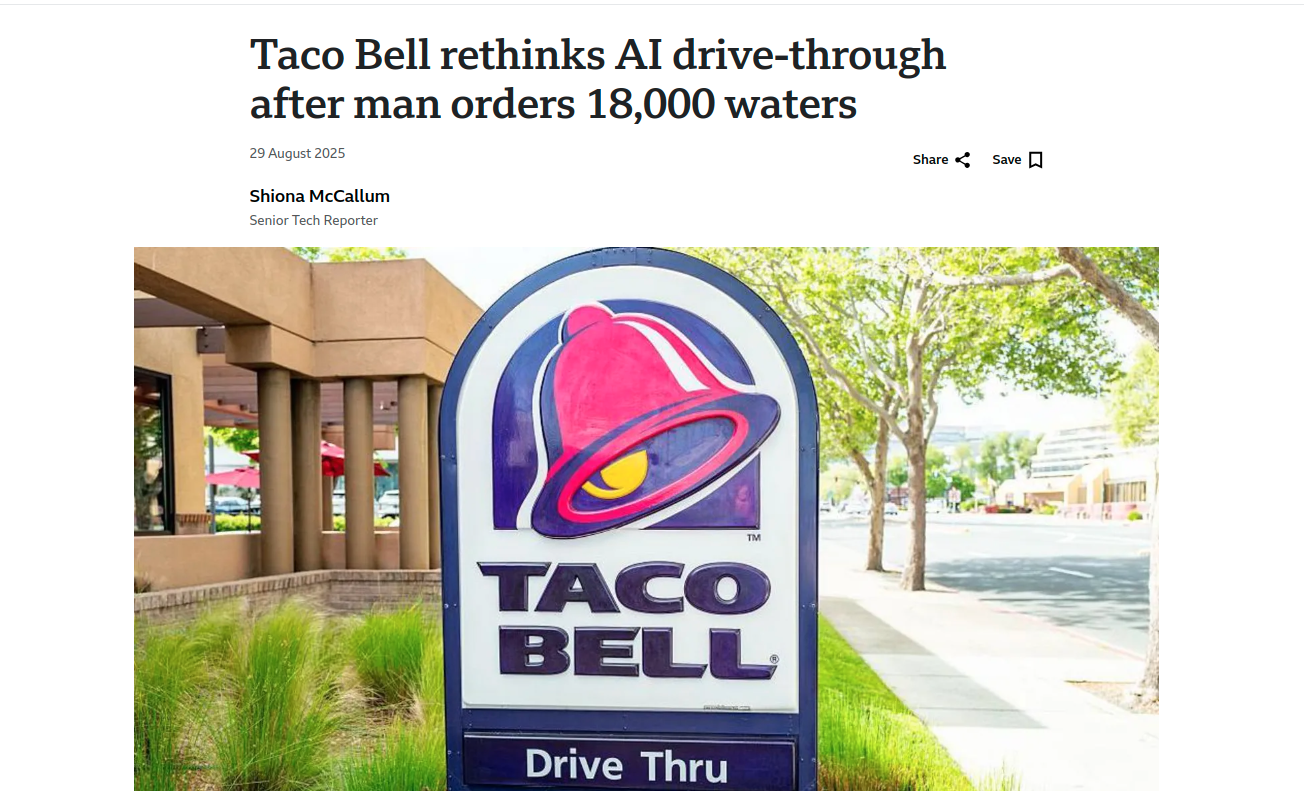 Taco Bell rethinks AI drive-through
after man orders 18,000 waters
29 August 2025
Share
Save
Shiona McCallum
Senior Tech Reporter
TM
TACO
BELL®
Drive Thru